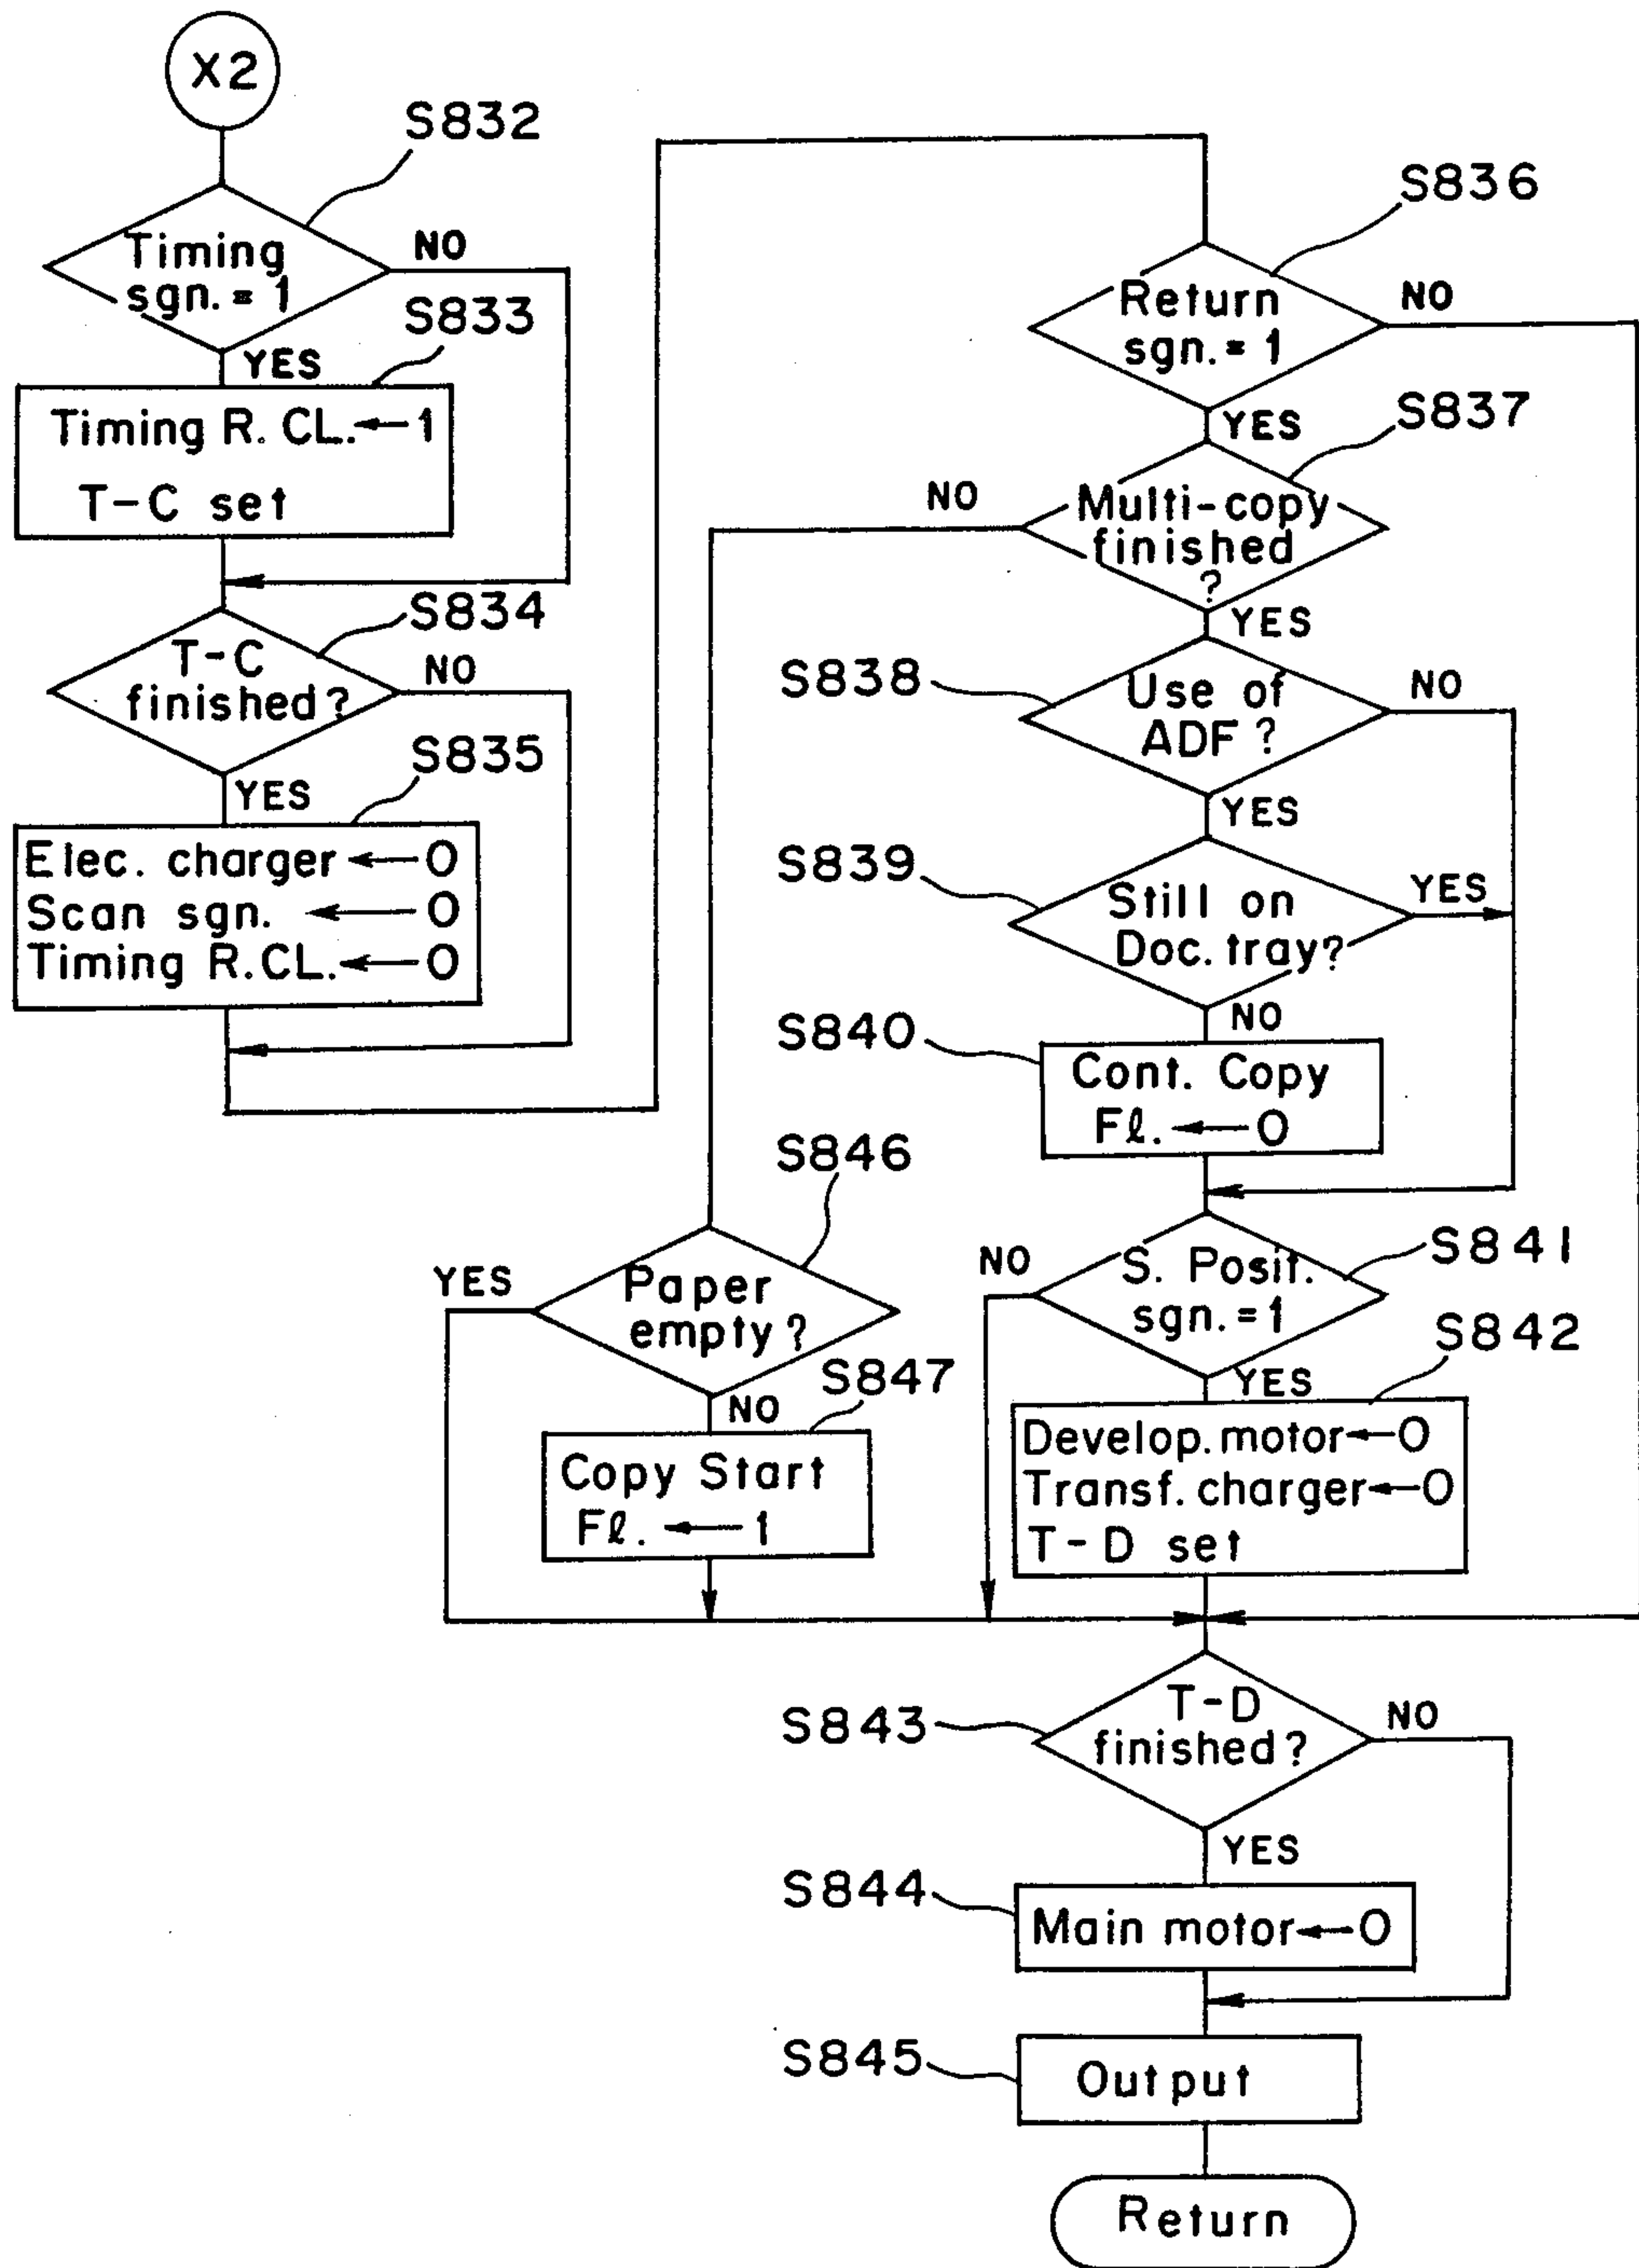 X2
S832
Timing
sgn. = 1
NO
YES
S833
Timing R. CL. ← 1
T-C set
S834
T-C
finished?
NO
YES
S835
Elec. charger ← 0
Scan sgn. ← 0
Timing R.CL. ← 0
S836
Return
sgn. = 1
NO
YES
S837
Multi-copy
finished
?
NO
YES
S838
Use of
ADF ?
NO
YES
S839
Still on
Doc. tray?
YES
NO
S840
Cont. Copy
Fl. ← 0
S846
Paper
empty?
YES
NO
S847
Copy Start
Fl. ← 1
S841
S. Posit.
sgn. = 1
NO
YES
S842
Develop. motor ← 0
Transf. charger ← 0
T-D set
S843
T-D
finished?
NO
YES
S844
Main motor ← 0
S845
Output
Return